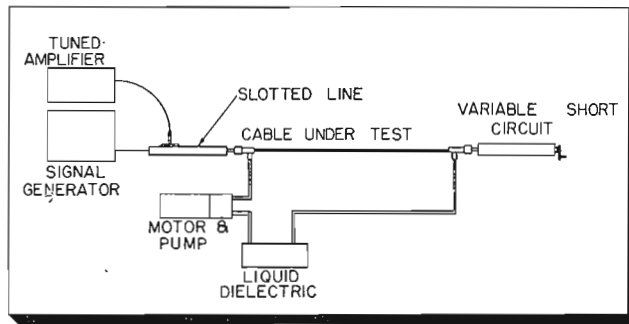 TUNED-
AMPLIFIER
SLOTTED LINE
VARIABLE SHORT
CIRCUIT
CABLE UNDER TEST
SIGNAL
GENERATOR
MOTOR &
PUMP
LIQUID
DIELECTRIC